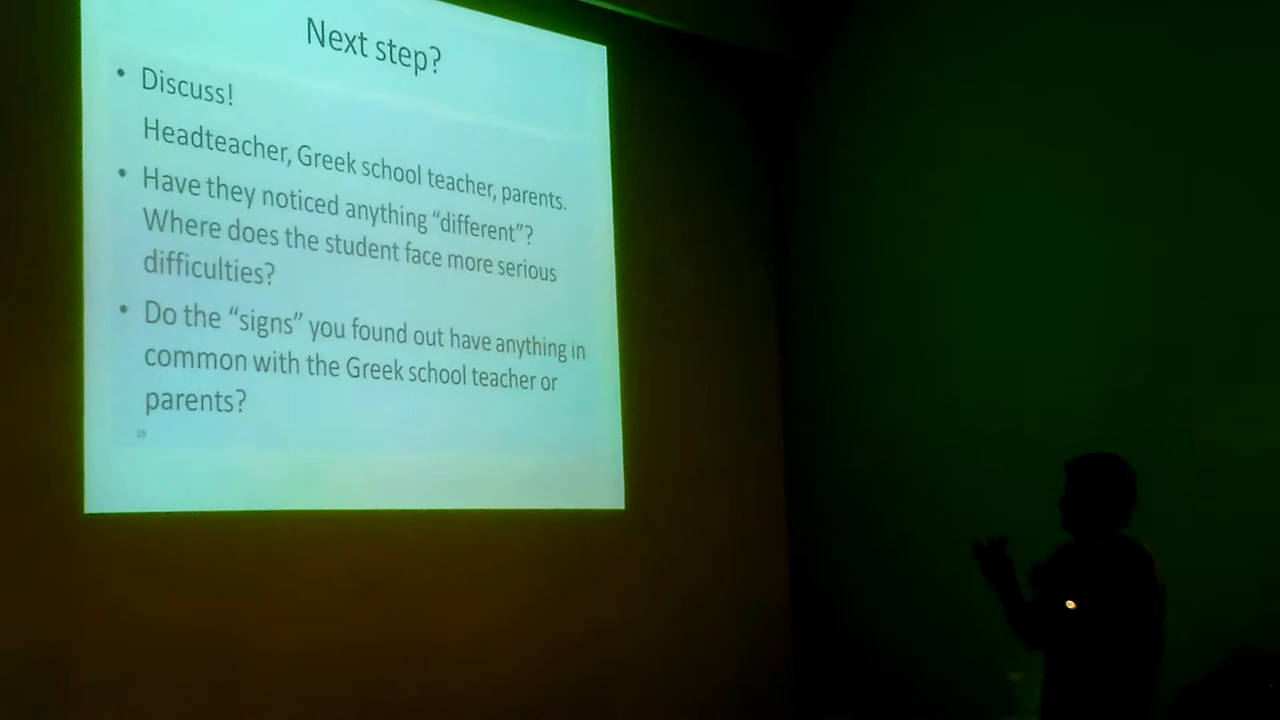 Next step?
• Discuss!
Headteacher, Greek school teacher, parents.
• Have they noticed anything “different”?
Where does the student face more serious
difficulties?
• Do the “signs” you found out have anything in
common with the Greek school teacher or
parents?